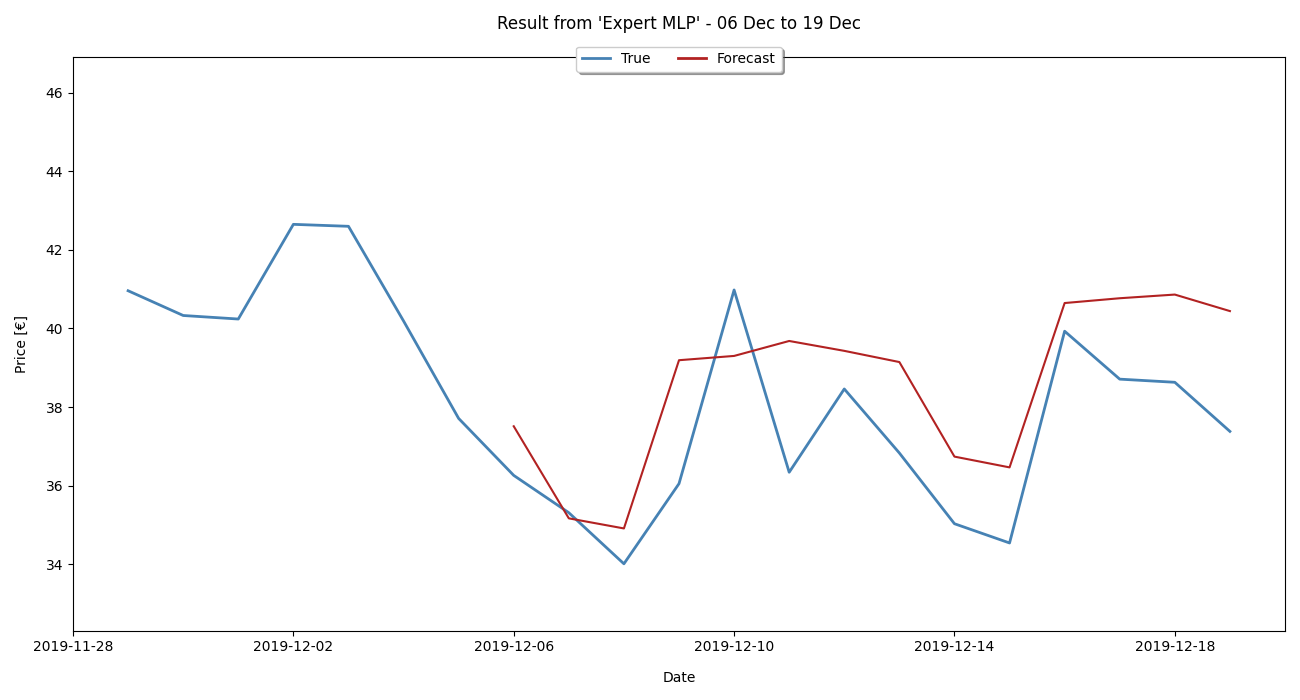 Result from 'Expert MLP' - 06 Dec to 19 Dec
True Forecast
46
44
42
40
38
36
34
Price [€]
2019-11-28 2019-12-02 2019-12-06 2019-12-10 2019-12-14 2019-12-18
Date